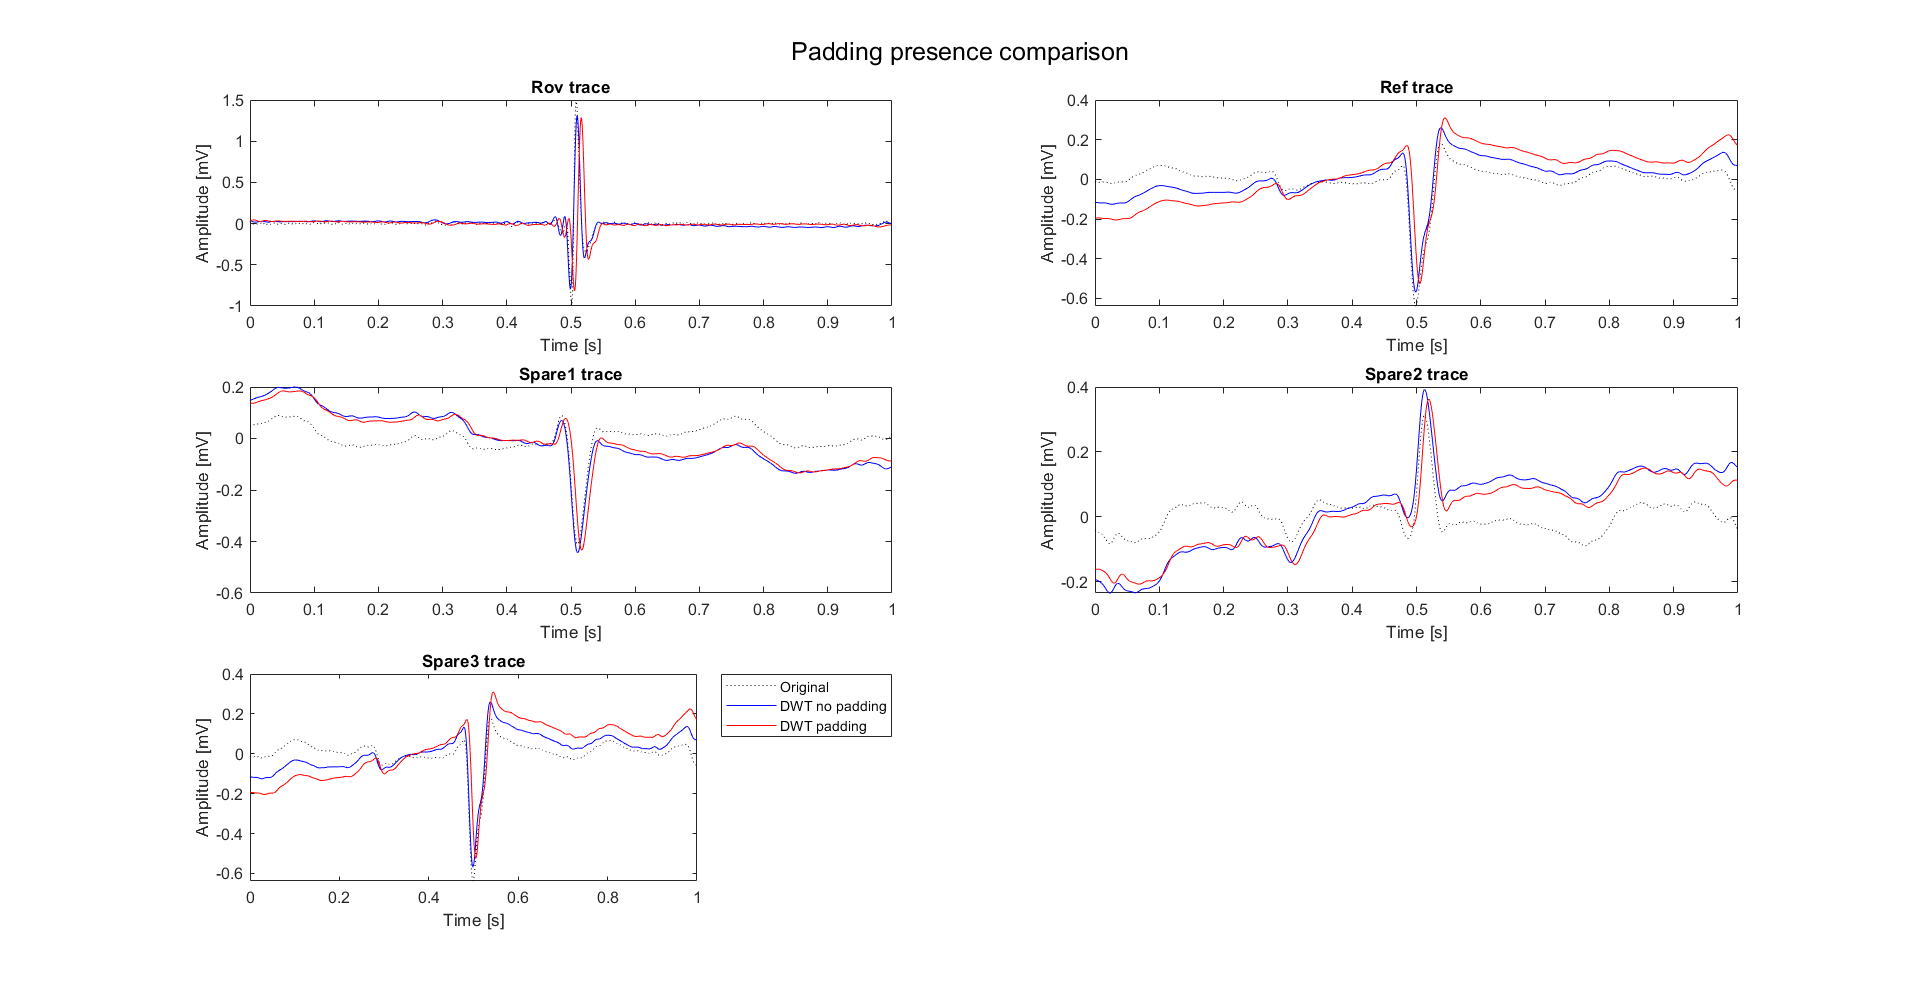 Padding presence comparison
Rov trace
1.5
1
0.5
0
-0.5
-1
Amplitude [mV]
0 0.1 0.2 0.3 0.4 0.5 0.6 0.7 0.8 0.9 1
Time [s]
Ref trace
0.4
0.2
0
-0.2
-0.4
-0.6
Amplitude [mV]
0 0.1 0.2 0.3 0.4 0.5 0.6 0.7 0.8 0.9 1
Time [s]
Spare1 trace
0.2
0
-0.2
-0.4
-0.6
Amplitude [mV]
0 0.1 0.2 0.3 0.4 0.5 0.6 0.7 0.8 0.9 1
Time [s]
Spare2 trace
0.4
0.2
0
-0.2
Amplitude [mV]
0 0.1 0.2 0.3 0.4 0.5 0.6 0.7 0.8 0.9 1
Time [s]
Spare3 trace
0.4
0.2
0
-0.2
-0.4
-0.6
Amplitude [mV]
0 0.2 0.4 0.6 0.8 1
Time [s]
Original
DWT no padding
DWT padding